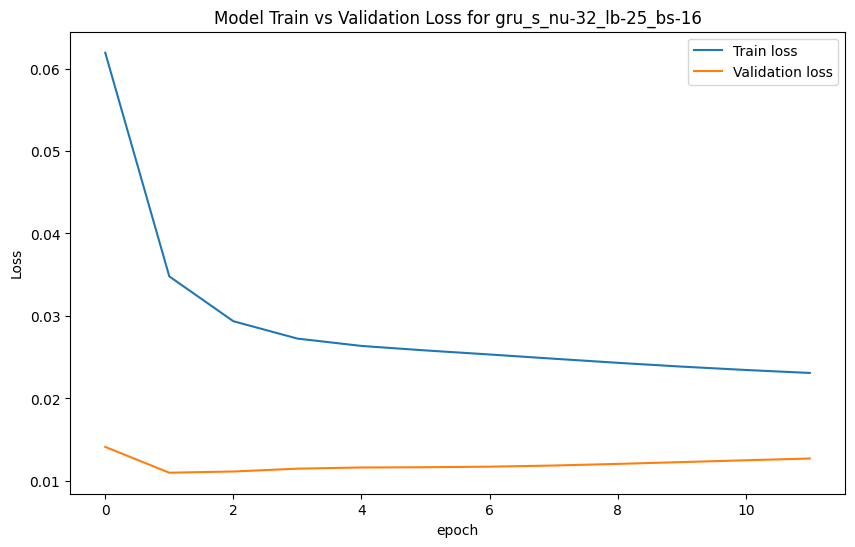 Model Train vs Validation Loss for gru_s_nu-32_lb-25_bs-16
Train loss
Validation loss
0.06
0.05
0.04
0.03
0.02
0.01
Loss
0 2 4 6 8 10
epoch